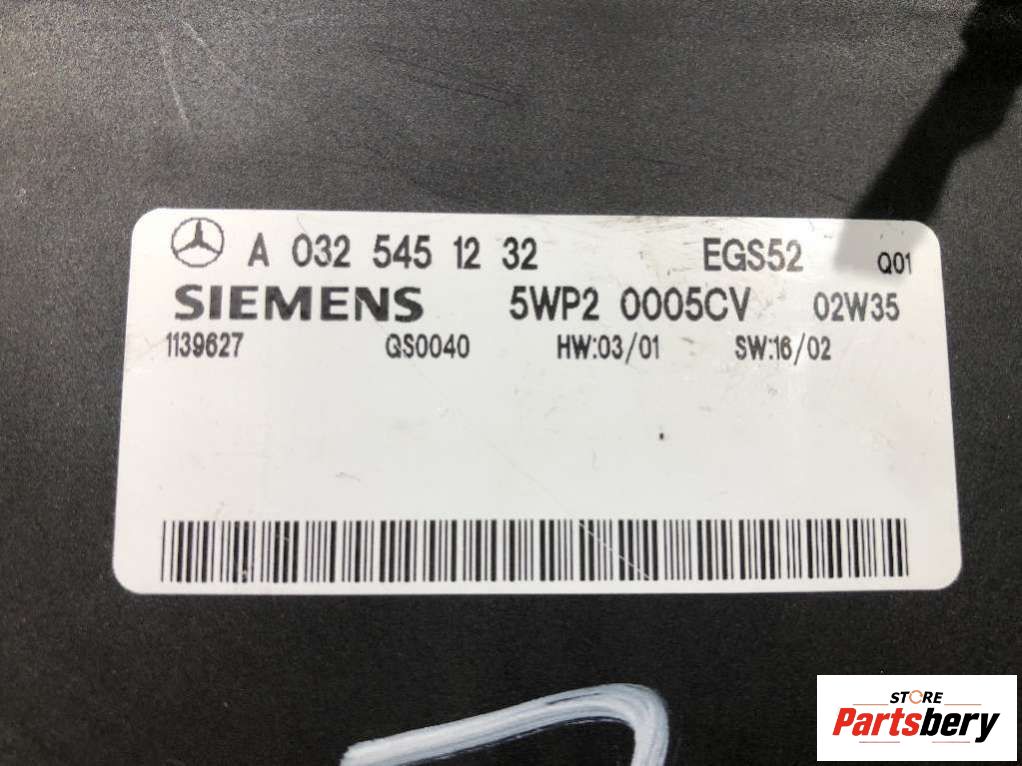 A 032 545 12 32 EGS52 Q01
SIEMENS 5WP2 0005CV 02W35
1139627 QS0040 HW:03/01 SW:16/02
STORE
Partsbery